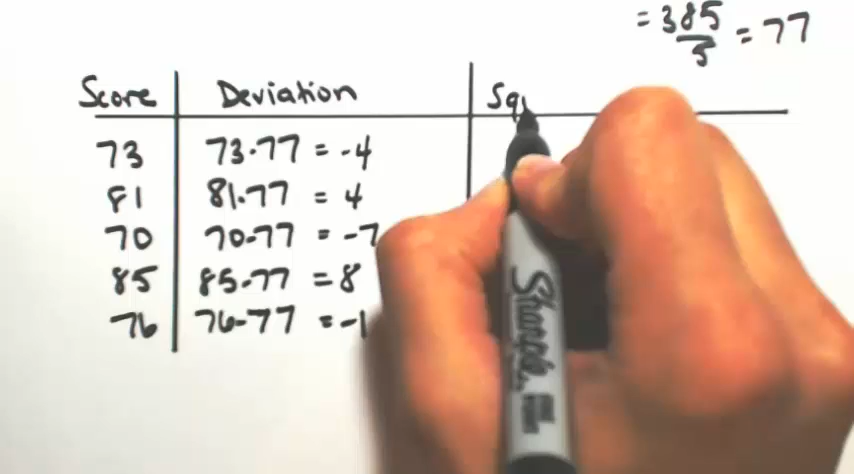 = 385/5 = 77
Score Deviation Squ
73 73-77 = -4
81 81-77 = 4
70 70-77 = -7
85 85-77 = 8
76 76-77 = -1
Sharpie